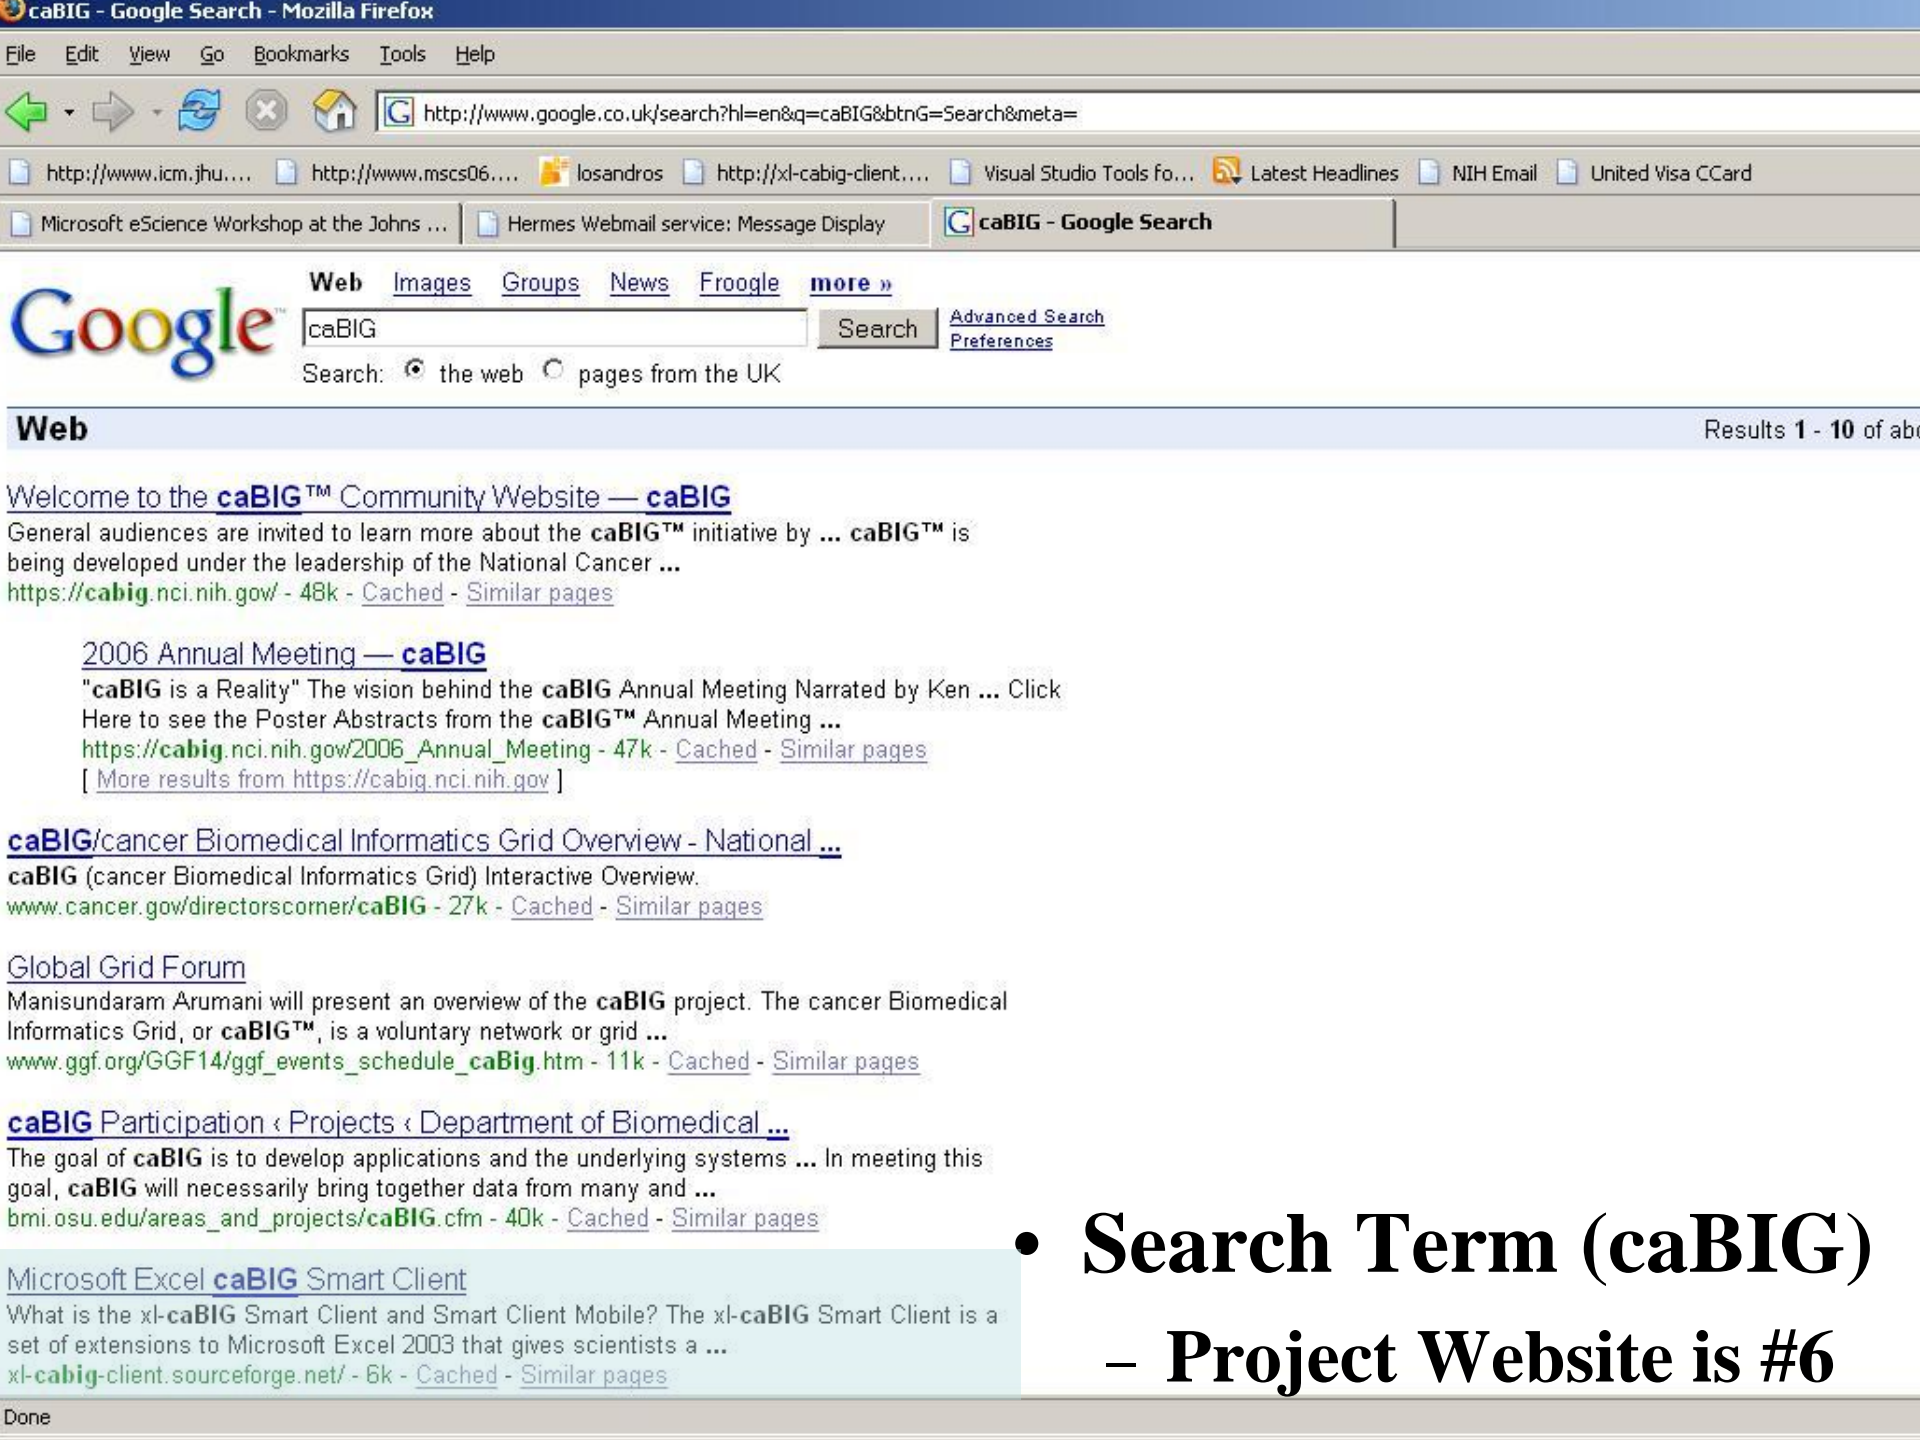 caBIG - Google Search - Mozilla Firefox
File Edit View Go Bookmarks Tools Help
G http://www.google.co.uk/search?hl=en&q=caBIG&btnG=Search&meta=
http://www.icm.jhu.... http://www.mscs06.... losandros http://xl-cabig-client.... Visual Studio Tools fo... Latest Headlines NIH Email United Visa CCard
Microsoft eScience Workshop at the Johns ... Hermes Webmail service: Message Display G caBIG - Google Search
Google™
Web Images Groups News Froogle more »
caBIG Search Advanced Search
Preferences
Search: the web pages from the UK
Web Results 1 - 10 of abo
Welcome to the caBIG™ Community Website — caBIG
General audiences are invited to learn more about the caBIG™ initiative by ... caBIG™ is
being developed under the leadership of the National Cancer ...
https://cabig.nci.nih.gov/ - 48k - Cached - Similar pages
2006 Annual Meeting — caBIG
"caBIG is a Reality" The vision behind the caBIG Annual Meeting Narrated by Ken ... Click
Here to see the Poster Abstracts from the caBIG™ Annual Meeting ...
https://cabig.nci.nih.gov/2006_Annual_Meeting - 47k - Cached - Similar pages
[ More results from https://cabig.nci.nih.gov ]
caBIG/cancer Biomedical Informatics Grid Overview - National ...
caBIG (cancer Biomedical Informatics Grid) Interactive Overview.
www.cancer.gov/directorscorner/caBIG - 27k - Cached - Similar pages
Global Grid Forum
Manisundaram Arumani will present an overview of the caBIG project. The cancer Biomedical
Informatics Grid, or caBIG™, is a voluntary network or grid ...
www.ggf.org/GGF14/ggf_events_schedule_caBig.htm - 11k - Cached - Similar pages
caBIG Participation ‹ Projects ‹ Department of Biomedical ...
The goal of caBIG is to develop applications and the underlying systems ... In meeting this
goal, caBIG will necessarily bring together data from many and ...
bmi.osu.edu/areas_and_projects/caBIG.cfm - 40k - Cached - Similar pages
Microsoft Excel caBIG Smart Client
What is the xl-caBIG Smart Client and Smart Client Mobile? The xl-caBIG Smart Client is a
set of extensions to Microsoft Excel 2003 that gives scientists a ...
xl-cabig-client.sourceforge.net/ - 6k - Cached - Similar pages
• Search Term (caBIG)
– Project Website is #6
Done